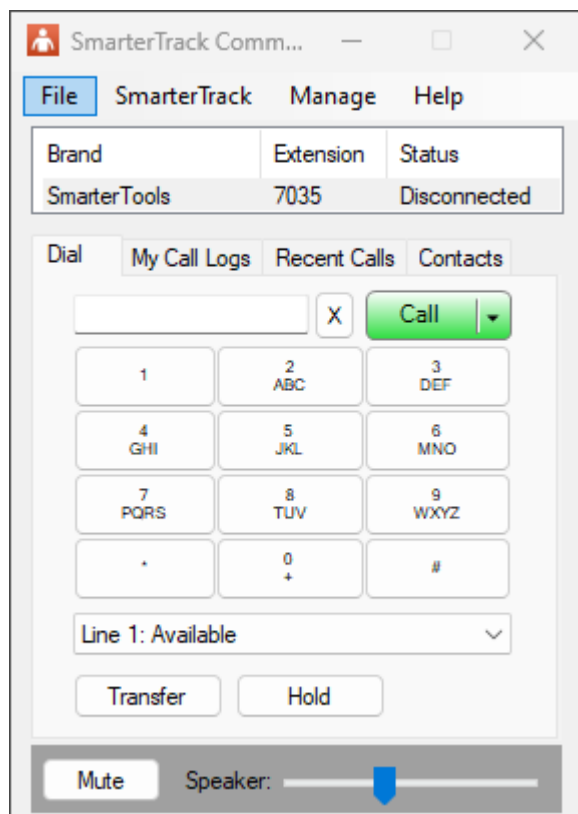 SmarterTrack Comm...
File SmarterTrack Manage Help
Brand Extension Status
SmarterTools 7035 Disconnected
Dial My Call Logs Recent Calls Contacts
X Call
1 2 3
ABC DEF
4 5 6
GHI JKL MNO
7 8 9
PQRS TUV WXYZ
* 0 #
+
Line 1: Available
Transfer Hold
Mute Speaker: